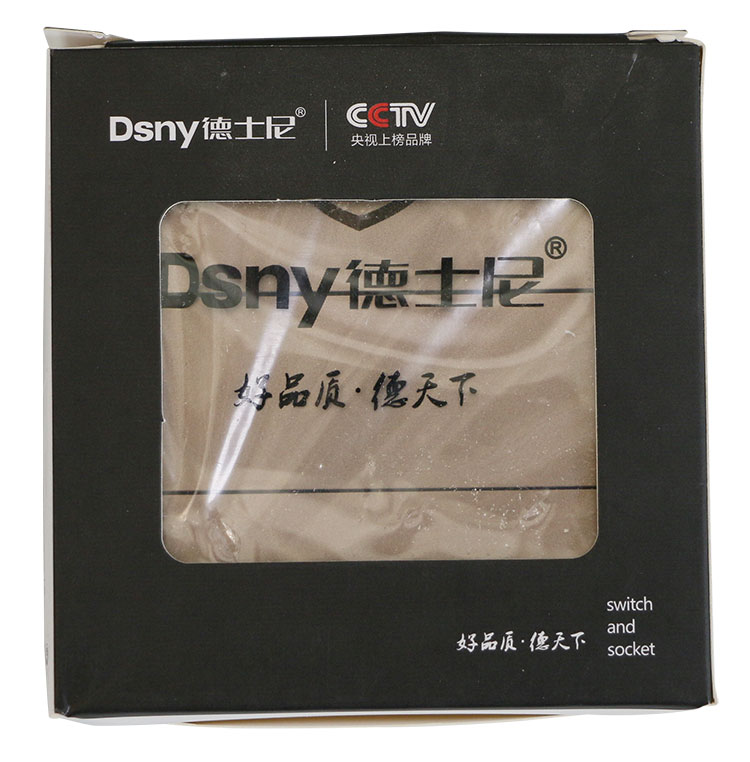 Dsny德士尼®
CCTV
央视上榜品牌
Dsny德士尼®
好品质·德天下
好品质·德天下
switch
and
socket